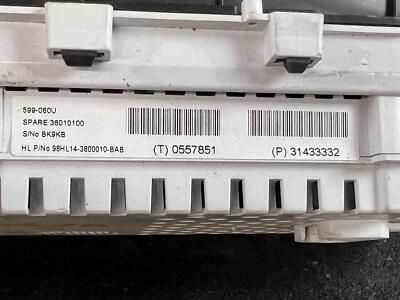 599-060U
SPARE 36010100
S/No BK9KB
HL P/No 98HL14-3800010-BAB
(T) 0557851
(P) 31433332